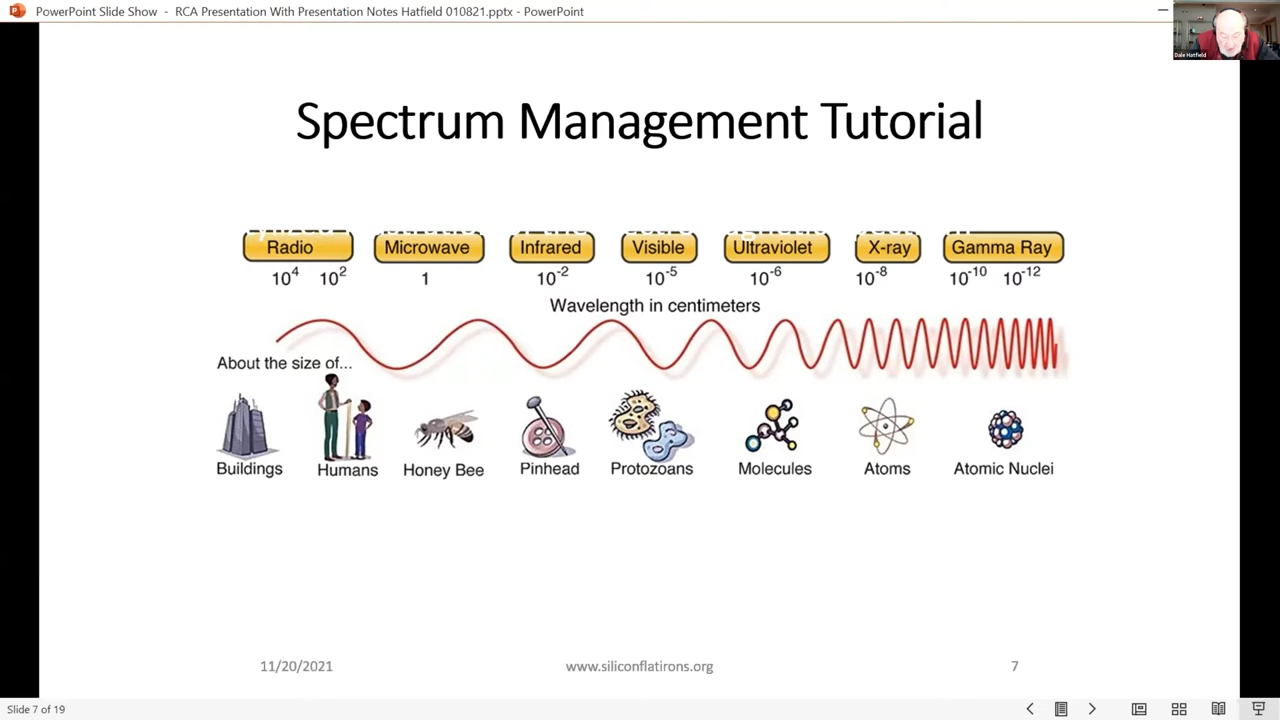 PowerPoint Slide Show - RCA Presentation With Presentation Notes Hatfield 010821.pptx - PowerPoint
Dale Hatfield
Spectrum Management Tutorial
Radio Microwave Infrared Visible Ultraviolet X-ray Gamma Ray
10⁴ 10² 1 10⁻² 10⁻⁵ 10⁻⁶ 10⁻⁸ 10⁻¹⁰ 10⁻¹²
Wavelength in centimeters
About the size of...
Buildings Humans Honey Bee Pinhead Protozoans Molecules Atoms Atomic Nuclei
11/20/2021 www.siliconflatirons.org 7
Slide 7 of 19